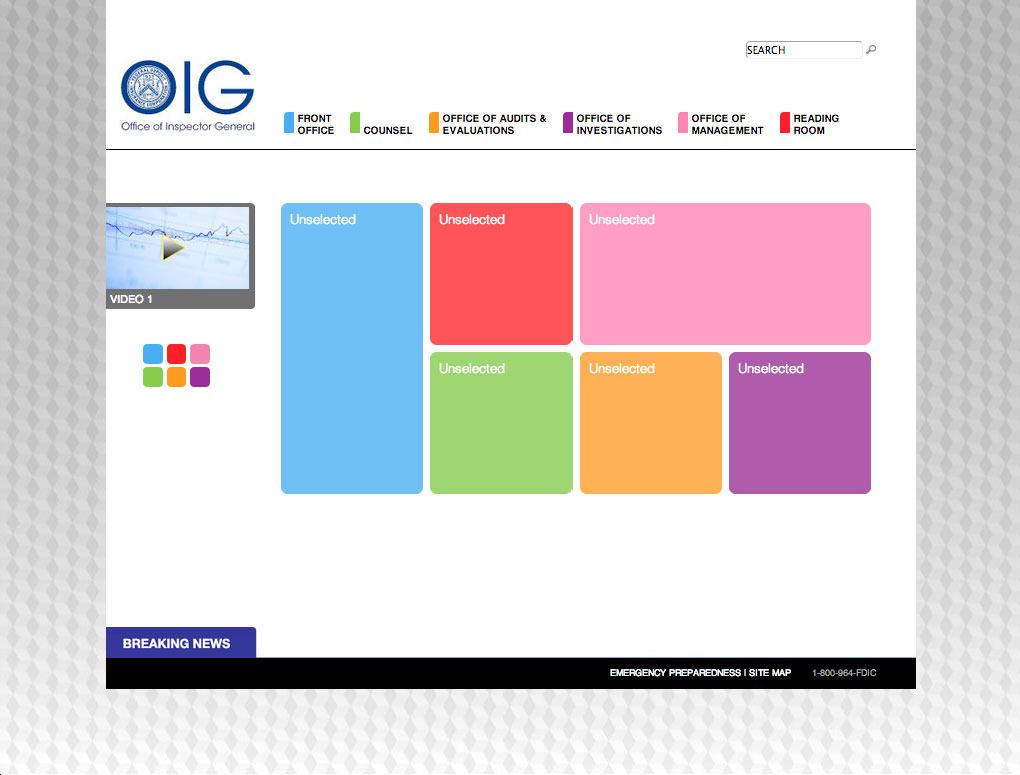 SEARCH
OIG
Office of Inspector General
FRONT
OFFICE
COUNSEL
OFFICE OF AUDITS &
EVALUATIONS
OFFICE OF
INVESTIGATIONS
OFFICE OF
MANAGEMENT
READING
ROOM
VIDEO 1
Unselected
Unselected
Unselected
Unselected
Unselected
Unselected
BREAKING NEWS
EMERGENCY PREPAREDNESS | SITE MAP
1-800-964-FDIC